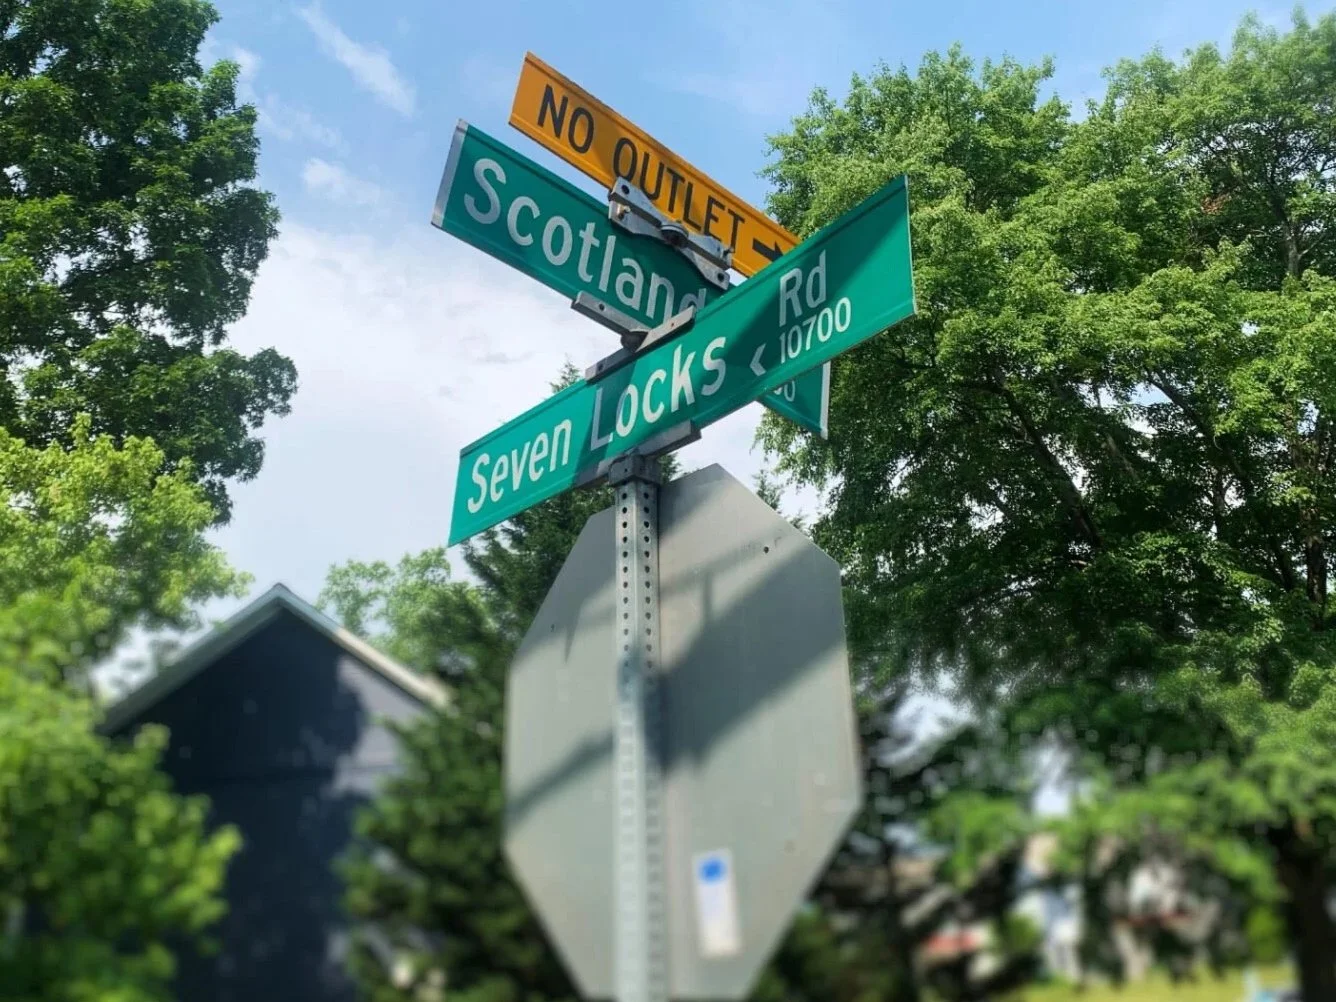 NO OUTLET →
Scotland
Seven Locks Rd
< 10700